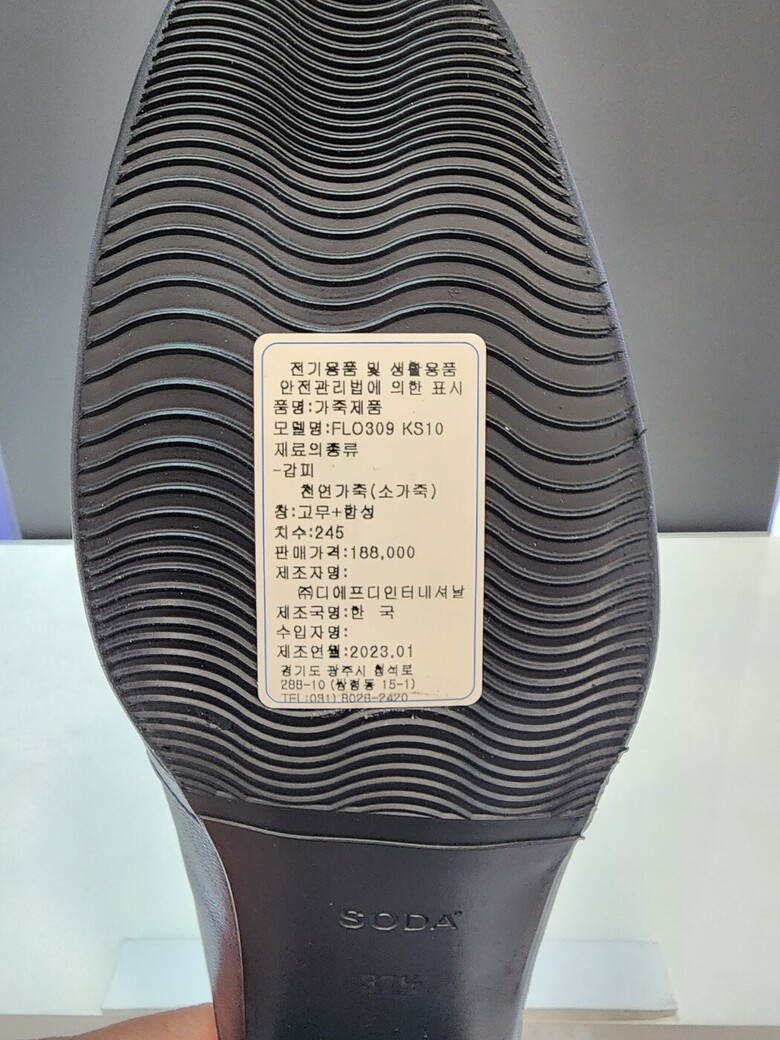 전기용품 및 생활용품
안전관리법에 의한 표시
품명:가죽제품
모델명:FLO309 KS10
재료의종류
-갑피
천연가죽(소가죽)
창:고무+합성
치수:245
판매가격:188,000
제조자명:
㈜디에프디인터내셔날
제조국명:한 국
수입자명:
제조연월:2023.01
경기도 광주시 청석로
288-10 (쌍령동 15-1)
TEL:(031) 8028-2420
SODA
37½